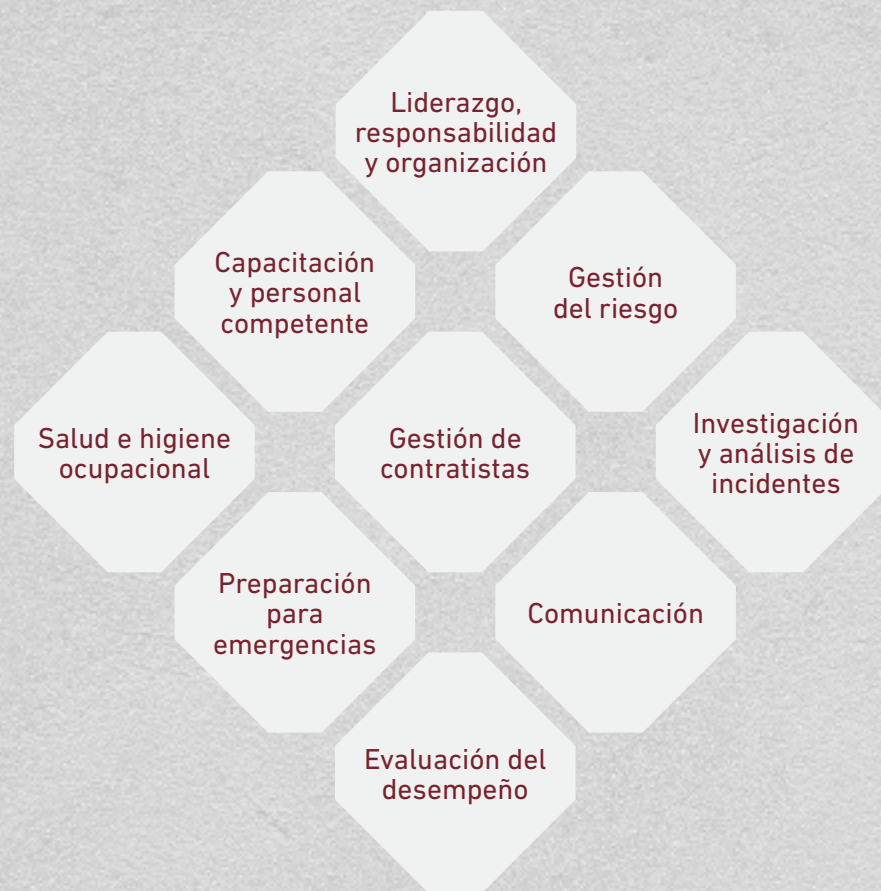 Liderazgo,
responsabilidad
y organización
Capacitación
y personal
competente
Gestión
del riesgo
Salud e higiene
ocupacional
Gestión de
contratistas
Investigación
y análisis de
incidentes
Preparación
para
emergencias
Comunicación
Evaluación del
desempeño